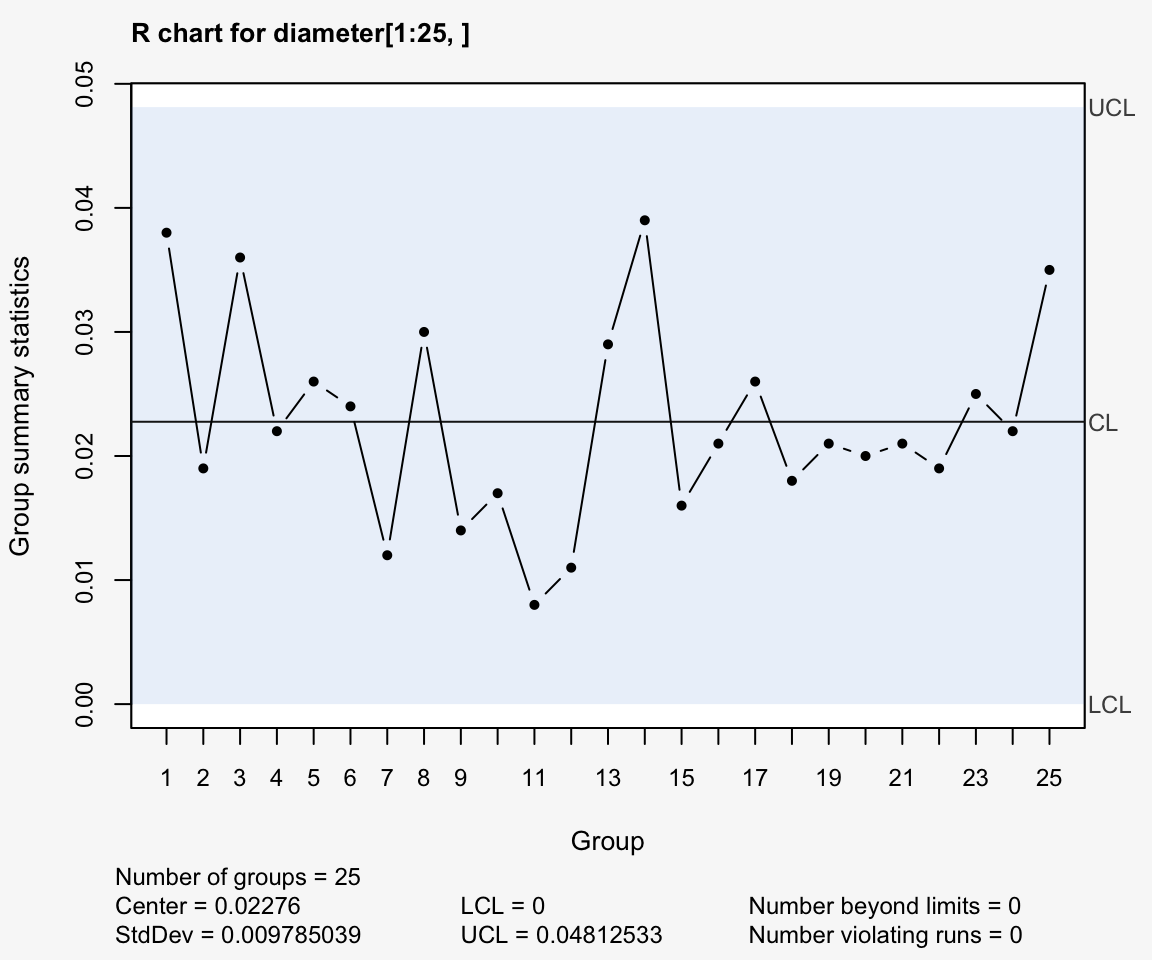 R chart for diameter[1:25, ]
Group summary statistics
0.05
0.04
0.03
0.02
0.01
0.00
UCL
CL
LCL
1 2 3 4 5 6 7 8 9 11 13 15 17 19 21 23 25
Group
Number of groups = 25
Center = 0.02276 LCL = 0 Number beyond limits = 0
StdDev = 0.009785039 UCL = 0.04812533 Number violating runs = 0